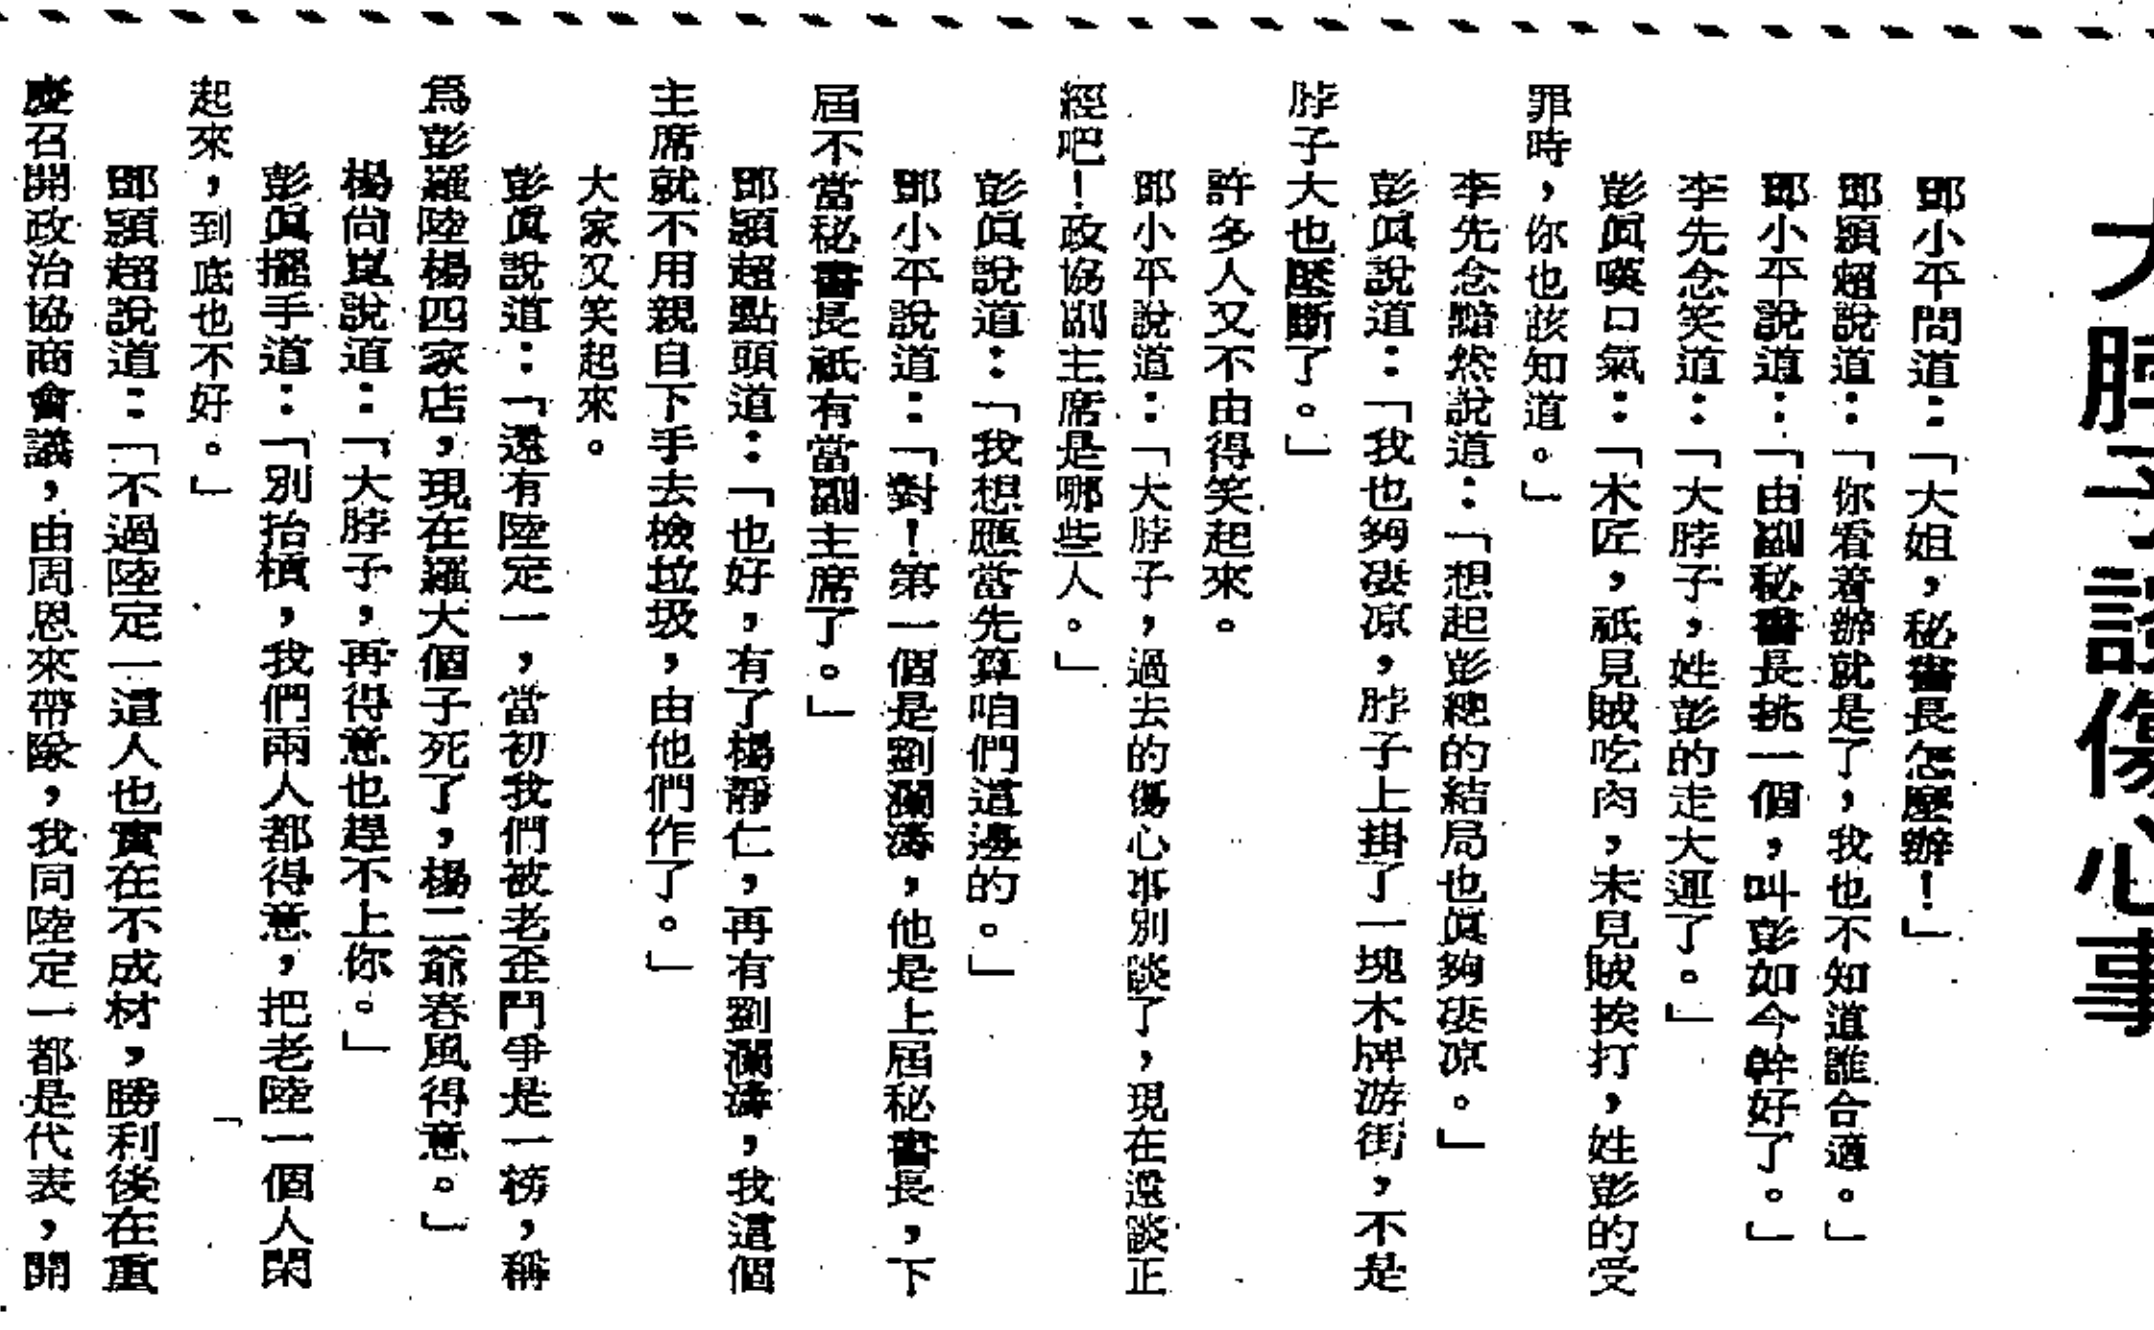 大脖子談傷心事
鄧小平問道：「大姐，秘書長怎麼辦！」
鄧穎超說道：「你看着辦就是了，我也不知道誰合適。」
鄧小平說道：「由副秘書長挑一個，叫彭如今幹好了。」
李先念笑道：「大脖子，姓彭的走大運了。」
彭眞嘆口氣：「木匠，祇見賊吃肉，未見賊挨打，姓彭的受
罪時，你也該知道。」
李先念黯然說道：「想起彭總的結局也眞夠凄凉。」
彭眞說道：「我也夠凄凉，脖子上掛了一塊木牌游街，不是
脖子大也壓斷了。」
許多人又不由得笑起來。
鄧小平說道：「大脖子，過去的傷心事別談了，現在還談正
經吧！政協副主席是哪些人。」
彭眞說道：「我想應當先算咱們這邊的。」
鄧小平說道：「對！第一個是劉瀾濤，他是上屆秘書長，下
屆不當秘書長祇有當副主席了。」
鄧穎超點頭道：「也好，有了楊靜仁，再有劉瀾濤，我這個
主席就不用親自下手去檢垃圾，由他們作了。」
大家又笑起來。
彭眞說道：「還有陸定一，當初我們被老歪鬥爭是一榜，稱
爲彭羅陸楊四家店，現在羅大個子死了，楊二爺春風得意。」
楊尙崑說道：「大脖子，再得意也趕不上你。」
彭眞擺手道：「別抬槓，我們兩人都得意，把老陸一個人閑
起來，到底也不好。」
鄧穎超說道：「不過陸定一這人也實在不成材，勝利後在重
慶召開政治協商會議，由周恩來帶隊，我同陸定一都是代表，開